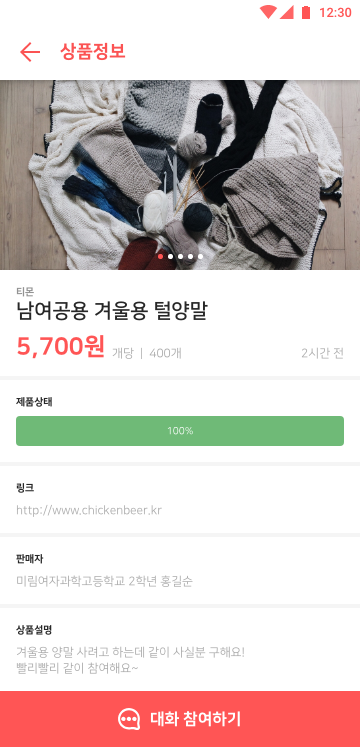 12:30
상품정보
티몬
남여공용 겨울용 털양말
5,700원 개당 | 400개 2시간 전
제품상태
100%
링크
http://www.chickenbeer.kr
판매자
미림여자과학고등학교 2학년 홍길순
상품설명
겨울용 양말 사려고 하는데 같이 사실분 구해요!
빨리빨리 같이 참여해요~
대화 참여하기